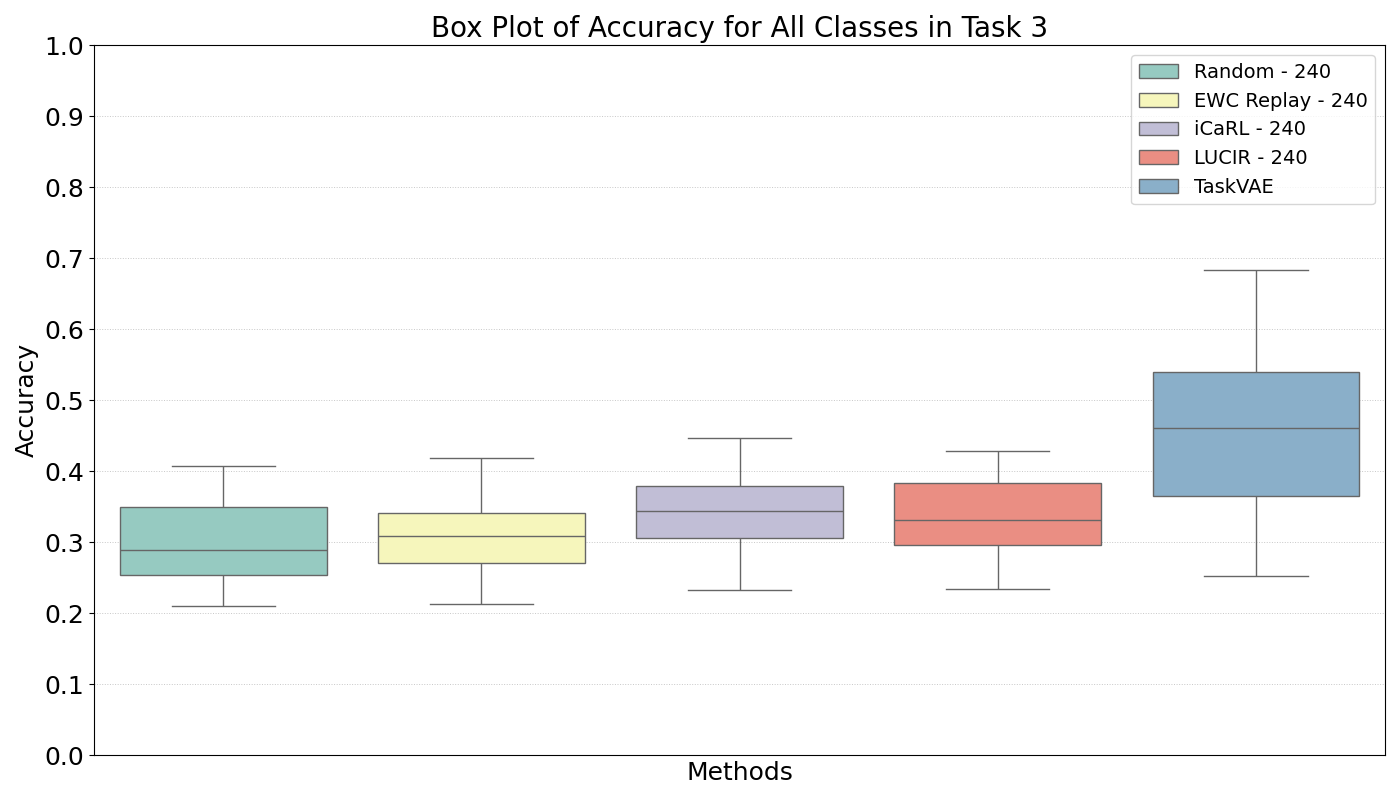 Box Plot of Accuracy for All Classes in Task 3
1.0
0.9
0.8
0.7
0.6
0.5
0.4
0.3
0.2
0.1
0.0
Accuracy
Methods
Random - 240
EWC Replay - 240
iCaRL - 240
LUCIR - 240
TaskVAE